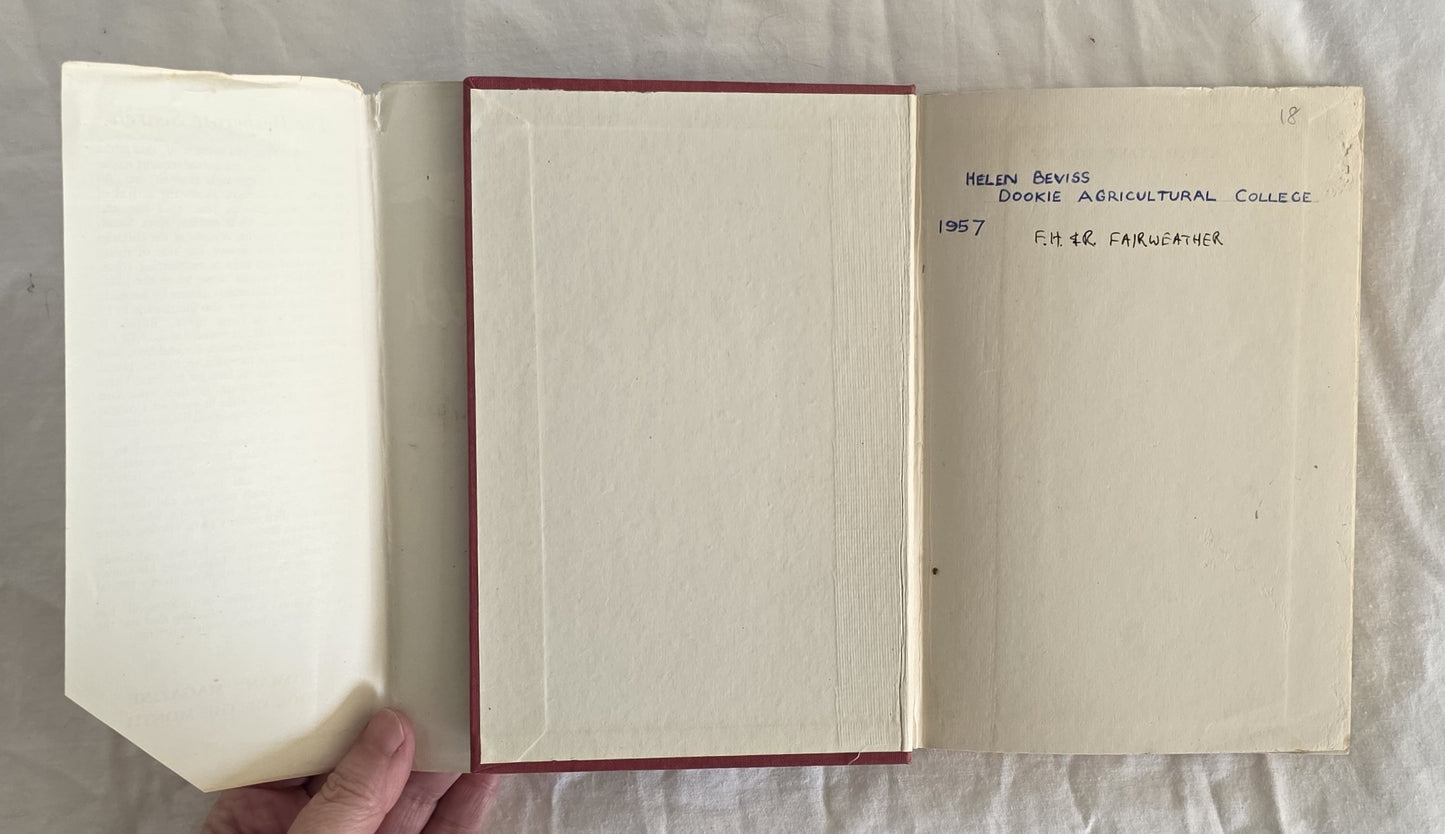 18
HELEN BEVISS
DOOKIE AGRICULTURAL COLLEGE
1957
F.H. & R. FAIRWEATHER